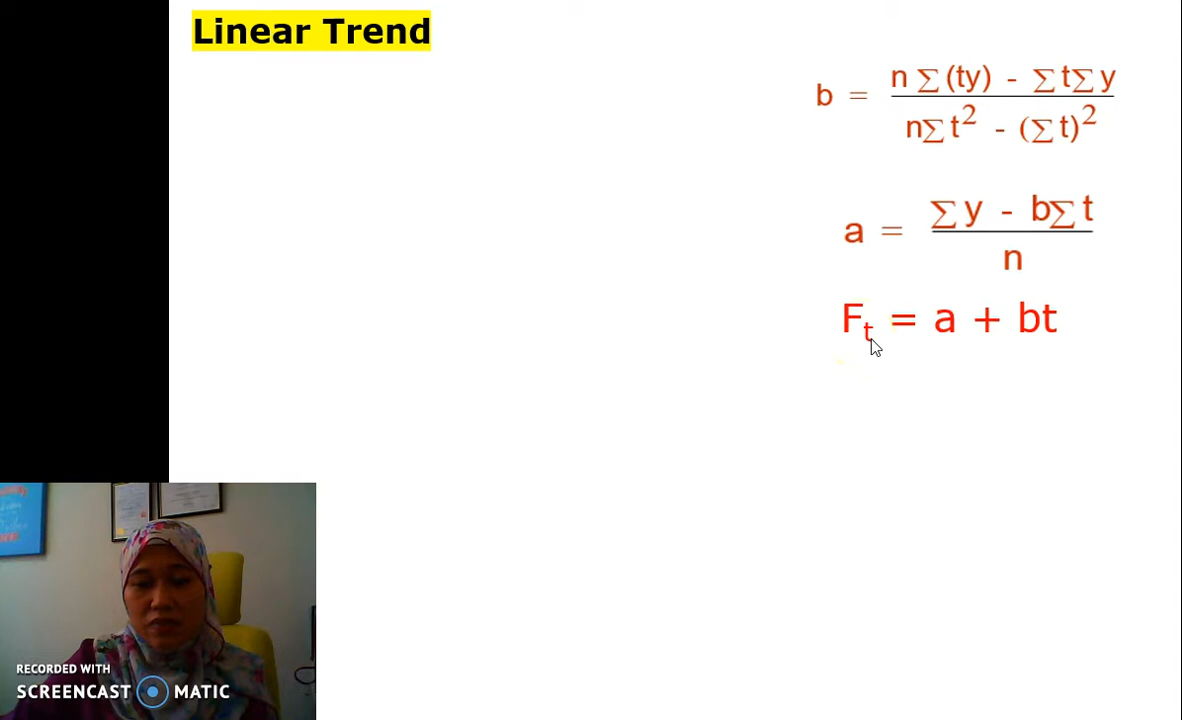 Linear Trend
b = n ∑ (ty) - ∑ t∑ y / n∑ t² - (∑ t)²
a = ∑ y - b∑ t / n
Fₜ = a + bt
RECORDED WITH
SCREENCAST MATIC